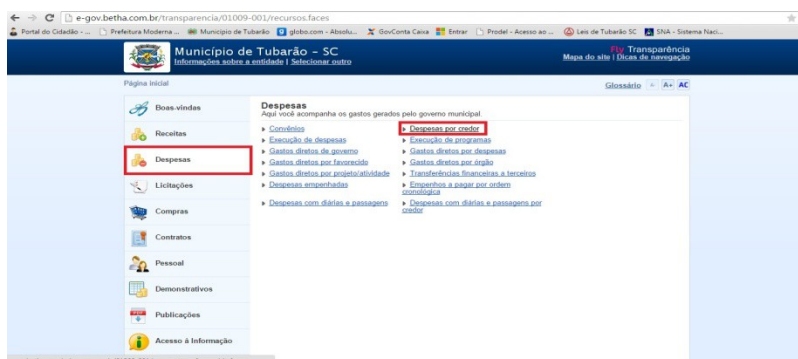 e-gov.betha.com.br/transparencia/01009-001/recursos.faces
Portal do Cidadão - ... Prefeitura Moderna ... Município de Tubarão globo.com - Absolu... GovConta Caixa Entrar Prodel - Acesso ao ... Leis de Tubarão SC SNA - Sistema Naci...
Município de Tubarão - SC
Informações sobre a entidade | Selecionar outro
Fly Transparência
Mapa do site | Dicas de navegação
Página inicial
Glossário A+ AC
Boas-vindas
Receitas
Despesas
Licitações
Compras
Contratos
Pessoal
Demonstrativos
Publicações
Acesso à Informação
Despesas
Aqui você acompanha os gastos gerados pelo governo municipal
Convênios
Execução de despesas
Gastos diretos de governo
Gastos diretos por favorecido
Gastos diretos por projeto/atividade
Despesas empenhadas
Despesas com diárias e passagens
Despesas por credor
Execução de programas
Gastos diretos por despesas
Gastos diretos por órgão
Transferências financeiras a terceiros
Empenhos a pagar por ordem
cronológica
Despesas com diárias e passagens por
credor